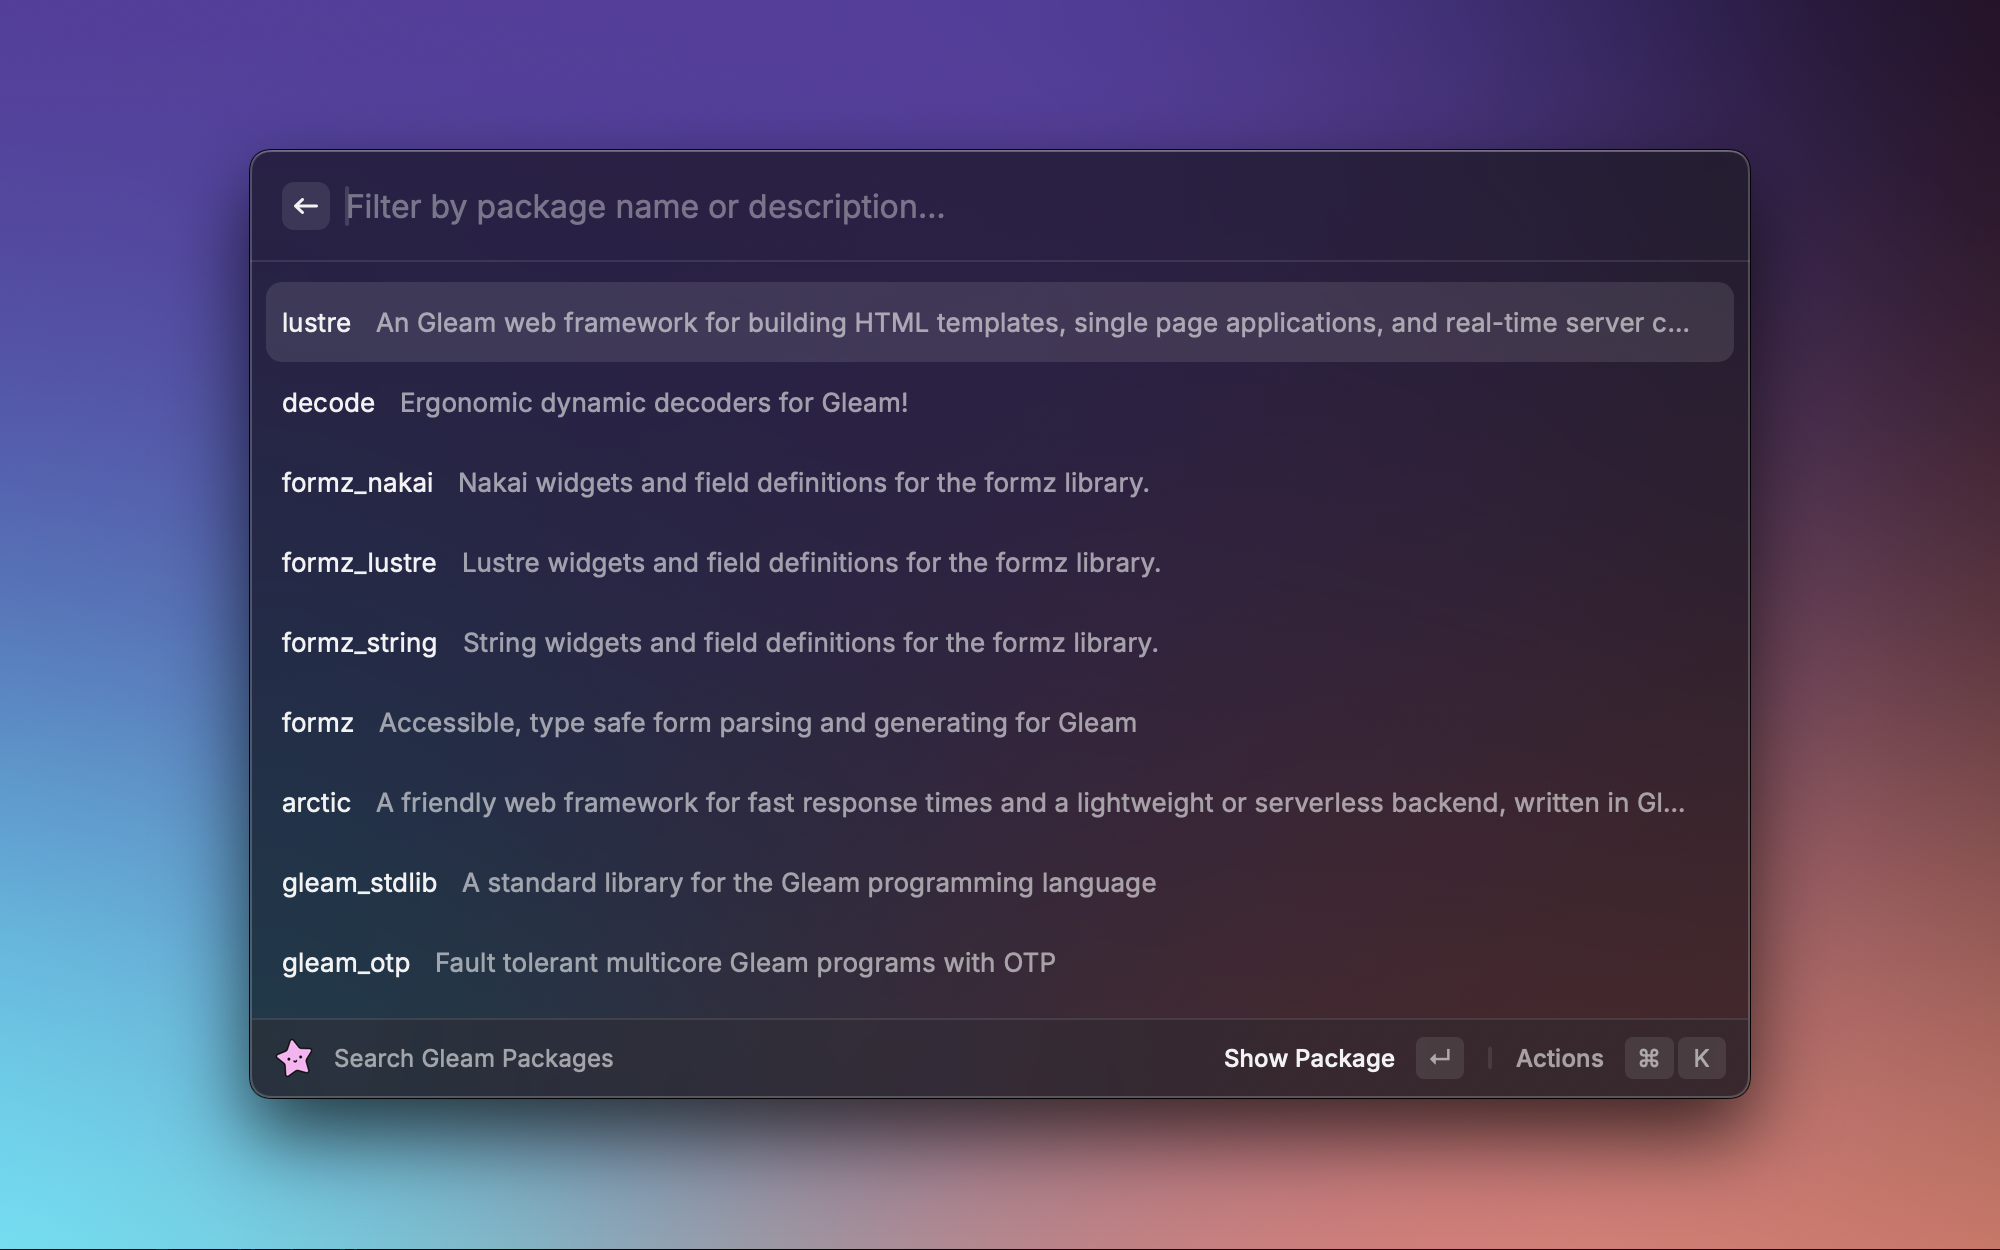 Filter by package name or description...
lustre An Gleam web framework for building HTML templates, single page applications, and real-time server c...
decode Ergonomic dynamic decoders for Gleam!
formz_nakai Nakai widgets and field definitions for the formz library.
formz_lustre Lustre widgets and field definitions for the formz library.
formz_string String widgets and field definitions for the formz library.
formz Accessible, type safe form parsing and generating for Gleam
arctic A friendly web framework for fast response times and a lightweight or serverless backend, written in Gl...
gleam_stdlib A standard library for the Gleam programming language
gleam_otp Fault tolerant multicore Gleam programs with OTP
Search Gleam Packages Show Package ↵ Actions ⌘ K